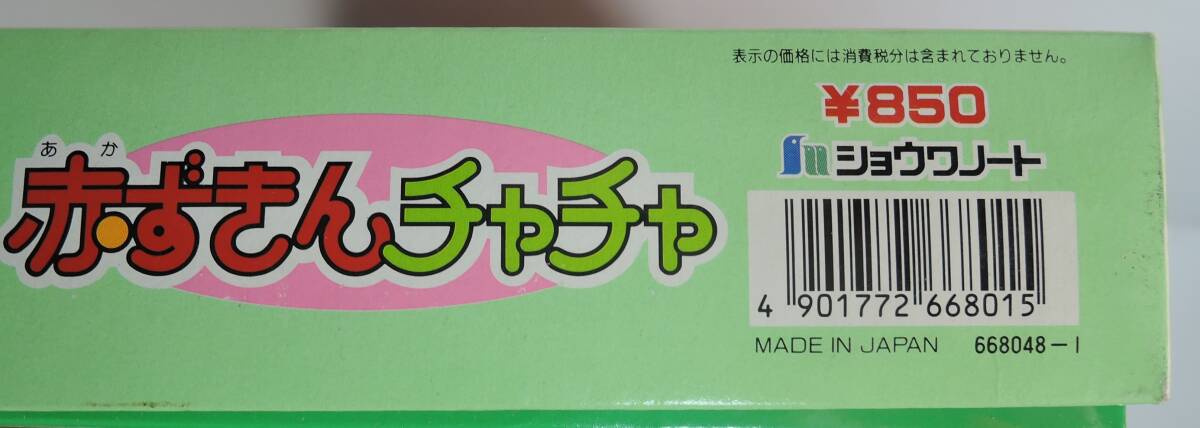 表示の価格には消費税分は含まれておりません。
¥850
ショウワノート
あか
赤ずきんチャチャ
4 901772 668015
MADE IN JAPAN 668048-1